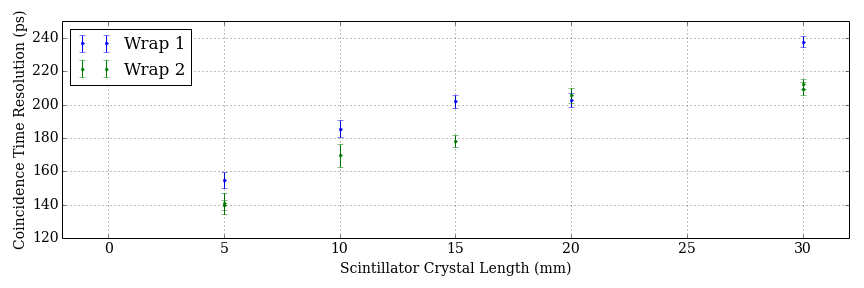 Coincidence Time Resolution (ps)
240
220
200
180
160
140
120
Wrap 1
Wrap 2
0 5 10 15 20 25 30
Scintillator Crystal Length (mm)